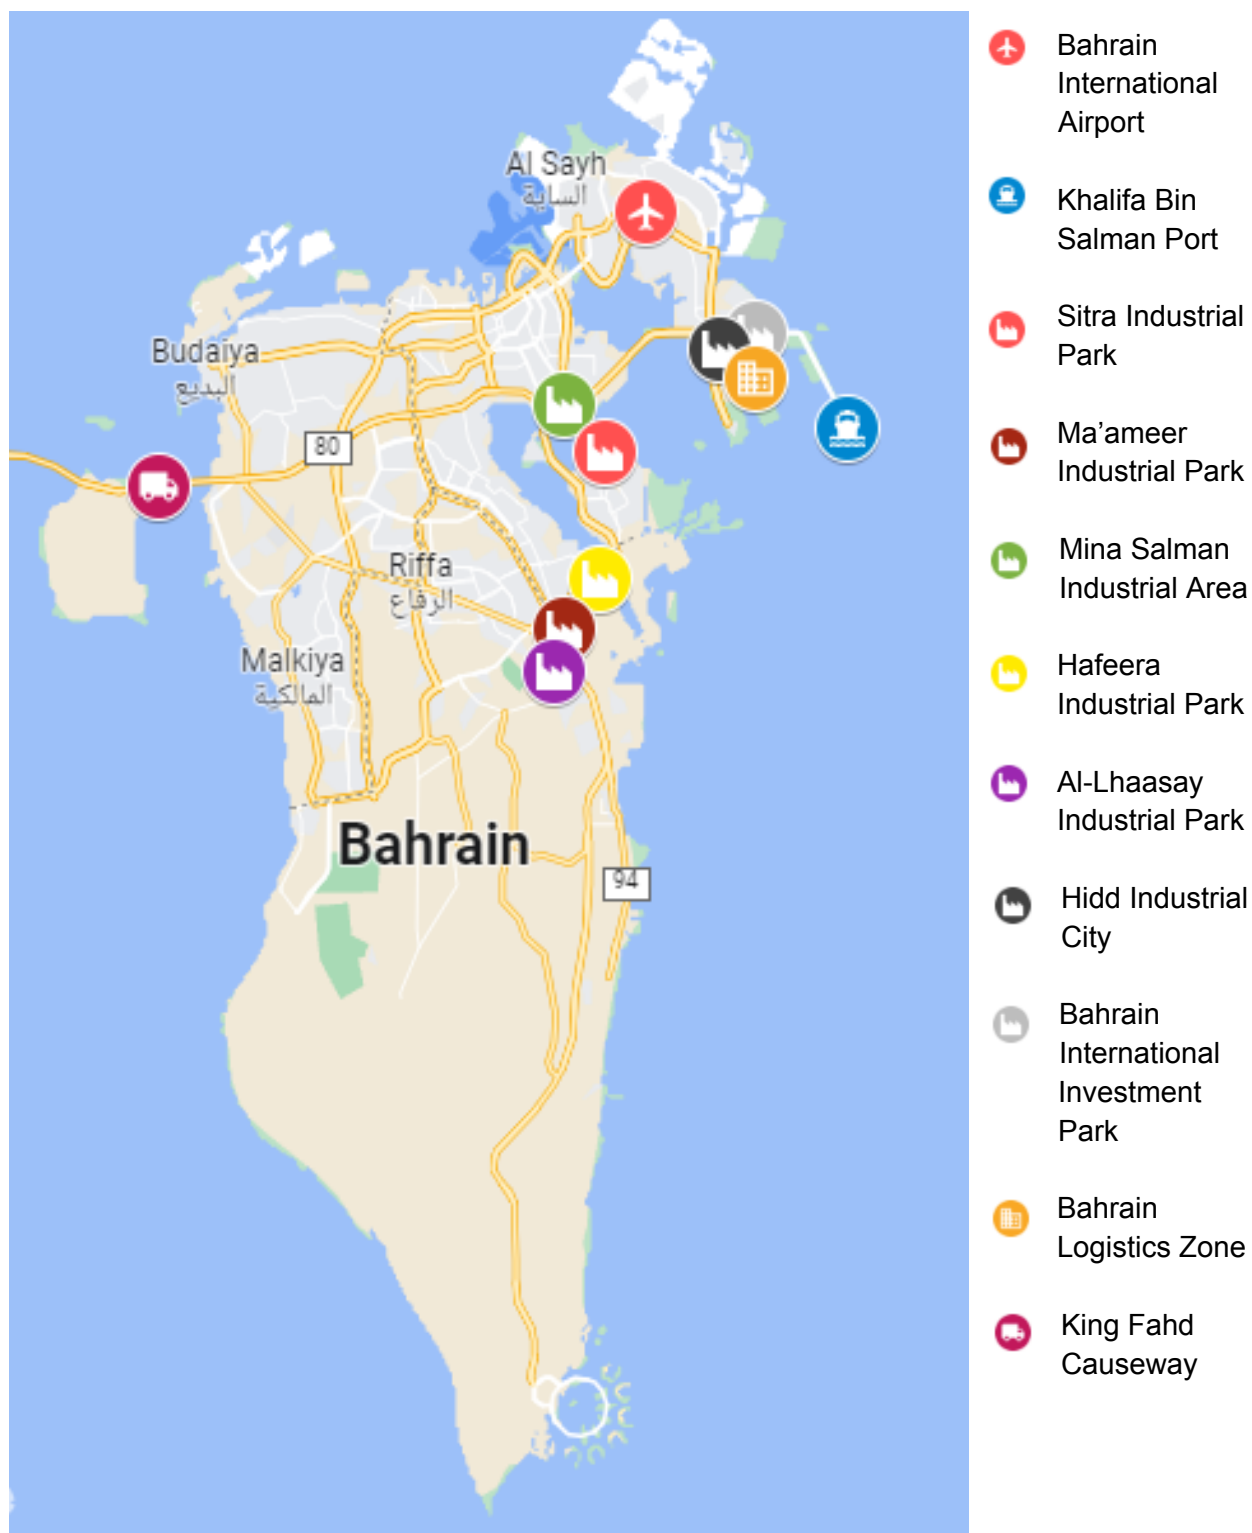 Al Sayh
الساية
Budaiya
البديع
80
Riffa
الرفاع
Malkiya
المالكية
Bahrain
94
Bahrain
International
Airport
Khalifa Bin
Salman Port
Sitra Industrial
Park
Ma’ameer
Industrial Park
Mina Salman
Industrial Area
Hafeera
Industrial Park
Al-Lhaasay
Industrial Park
Hidd Industrial
City
Bahrain
International
Investment
Park
Bahrain
Logistics Zone
King Fahd
Causeway